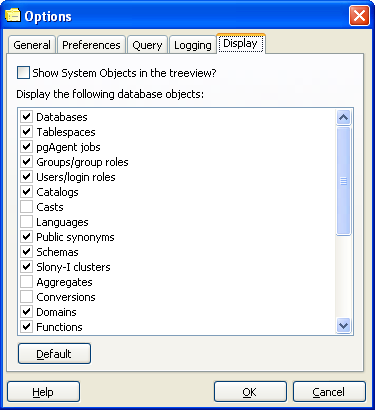 Options
General Preferences Query Logging Display
Show System Objects in the treeview?
Display the following database objects:
Databases
Tablespaces
pgAgent jobs
Groups/group roles
Users/login roles
Catalogs
Casts
Languages
Public synonyms
Schemas
Slony-I clusters
Aggregates
Conversions
Domains
Functions
Default
Help OK Cancel